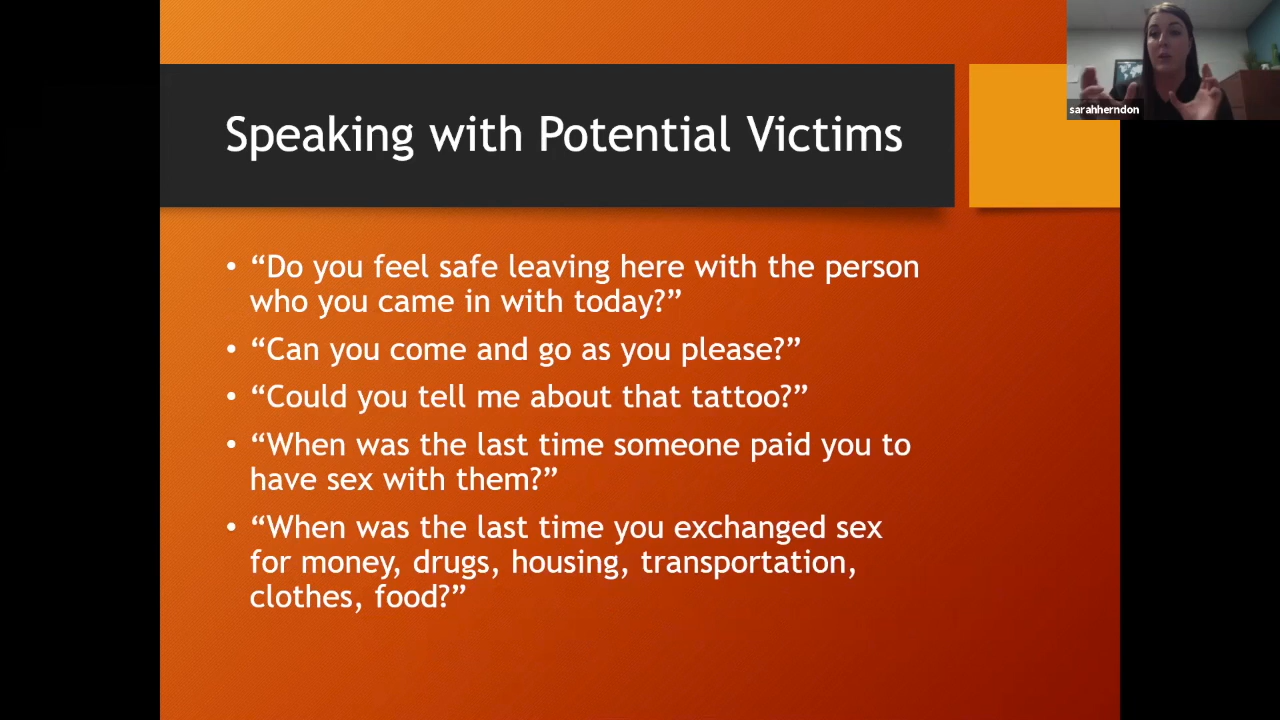 sarahherndon
Speaking with Potential Victims
• “Do you feel safe leaving here with the person
who you came in with today?”
• “Can you come and go as you please?”
• “Could you tell me about that tattoo?”
• “When was the last time someone paid you to
have sex with them?”
• “When was the last time you exchanged sex
for money, drugs, housing, transportation,
clothes, food?”